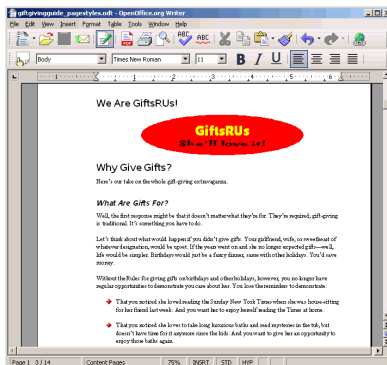 giftgivingguide_pagestyles.odt - OpenOffice.org Writer
File Edit View Insert Format Table Tools Window Help
ABC ABC
Body Times New Roman 11 B I U
1 1 2 3 4 5 6
We Are GiftsRUs!
GiftsRUs
She'll love it!
Why Give Gifts?
Here's our take on the whole gift-giving extravaganza.
What Are Gifts For?
Well, the first response might be that it doesn't matter what they're for. They're required; gift-giving
is traditional. It's something you have to do.
Let's think about what would happen if you didn't give gifts. Your girlfriend, wife, or sweetheart of
whatever designation, would be upset. If the years went on and she no longer expected gifts—well,
life would be simpler. Birthdays would just be a fancy dinner, same with other holidays. You'd save
money.
Without the Rules for giving gifts on birthdays and other holidays, however, you no longer have
regular opportunities to demonstrate you care about her. You lose the reminders to demonstrate:
That you noticed she loved reading the Sunday New York Times when she was house-sitting
for her friend last week. And you want her to enjoy herself reading the Times at home.
That you noticed she loves to take long luxurious baths and read mysteries in the tub, but
doesn't have time for it anymore since the kids. And you want to give her an opportunity to
enjoy those baths again.
Page 1 3 / 14 Content Pages 75% INSRT STD HYP